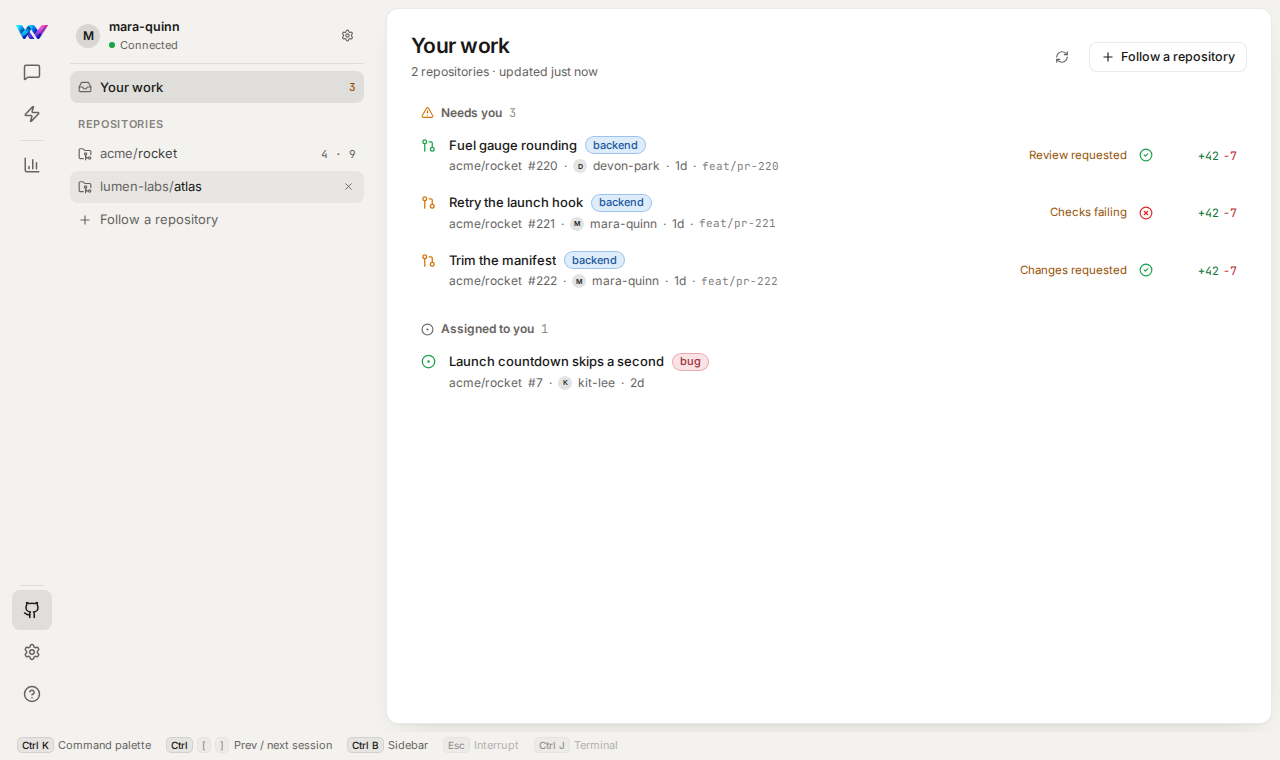 M
mara-quinn
Connected
Your work 3
REPOSITORIES
acme/rocket 4 · 9
lumen-labs/atlas
Follow a repository
Your work
2 repositories · updated just now
Follow a repository
Needs you 3
Fuel gauge rounding backend
acme/rocket #220 · D devon-park · 1d · feat/pr-220
Review requested +42 -7
Retry the launch hook backend
acme/rocket #221 · M mara-quinn · 1d · feat/pr-221
Checks failing +42 -7
Trim the manifest backend
acme/rocket #222 · M mara-quinn · 1d · feat/pr-222
Changes requested +42 -7
Assigned to you 1
Launch countdown skips a second bug
acme/rocket #7 · K kit-lee · 2d
Ctrl K Command palette Ctrl [ ] Prev / next session Ctrl B Sidebar Esc Interrupt Ctrl J Terminal